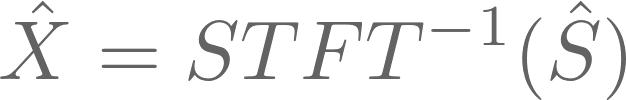 X̂ = STFT⁻¹(Ŝ)